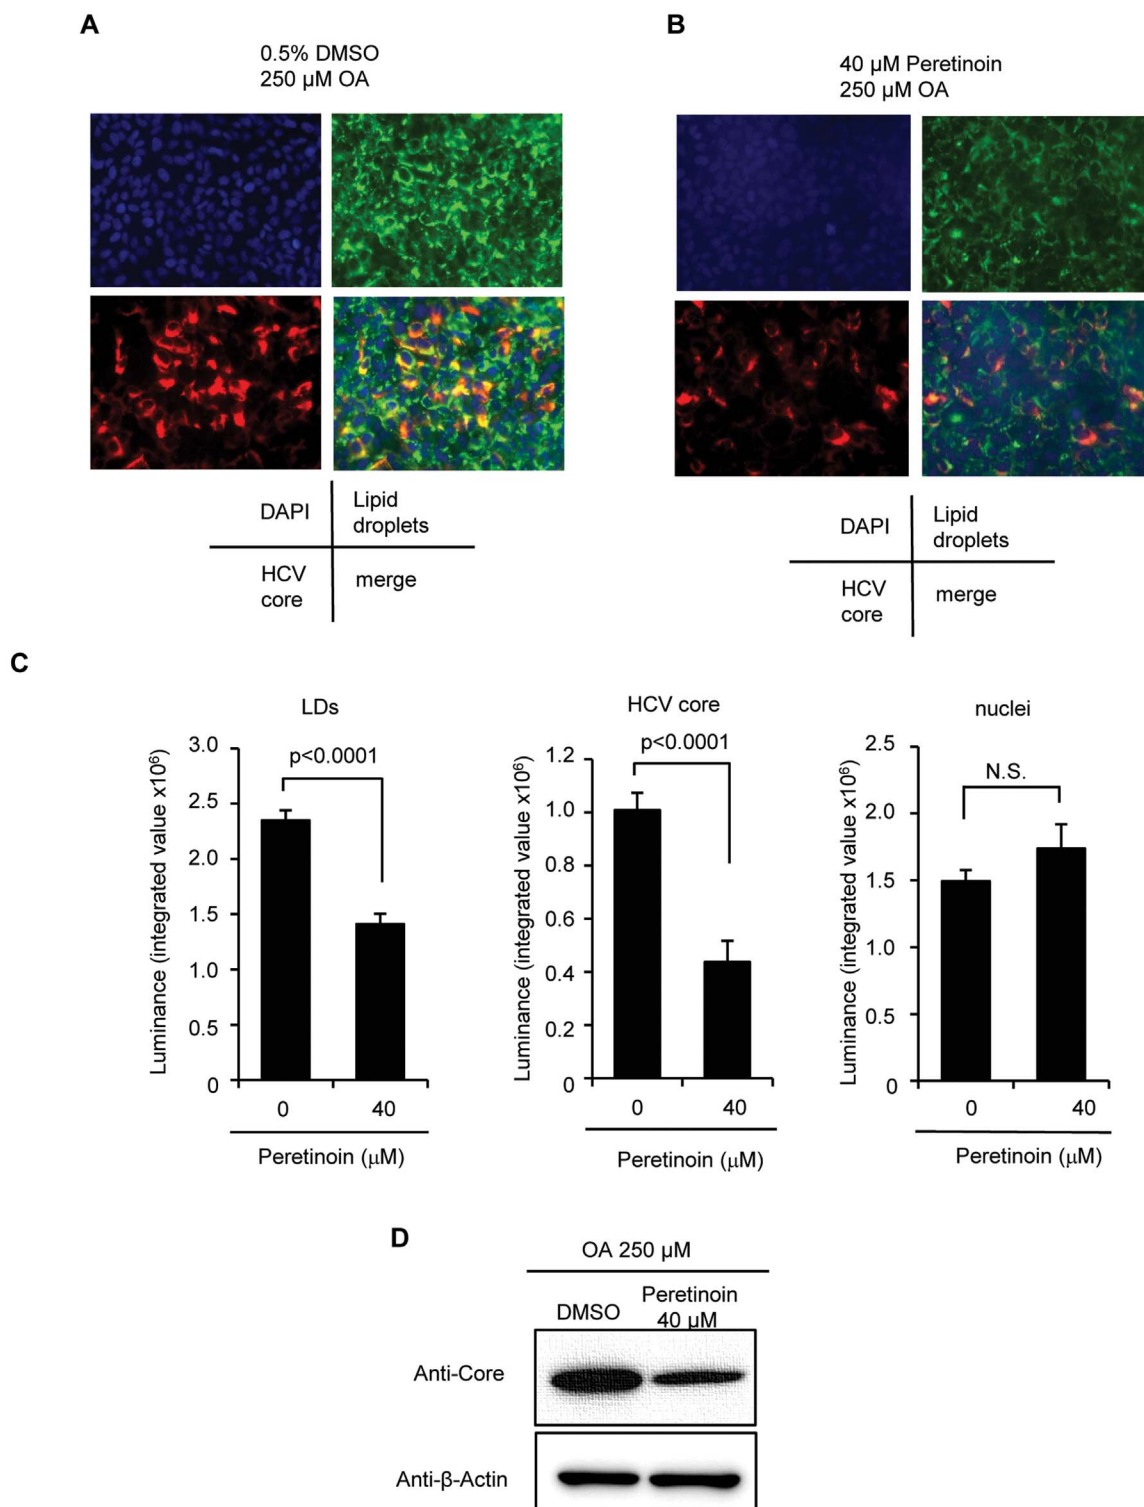 A
0.5% DMSO
250 µM OA
DAPI
Lipid
droplets
HCV
core
merge
B
40 µM Peretinoin
250 µM OA
DAPI
Lipid
droplets
HCV
core
merge
C
LDs
Luminance (integrated value x10⁶)
3.0
2.5
2.0
1.5
1.0
0.5
0
p<0.0001
0
40
Peretinoin (µM)
HCV core
Luminance (integrated value x10⁶)
1.2
1.0
0.8
0.6
0.4
0.2
0
p<0.0001
0
40
Peretinoin (µM)
nuclei
Luminance (integrated value x10⁶)
2.5
2.0
1.5
1.0
0.5
0
N.S.
0
40
Peretinoin (µM)
D
OA 250 µM
DMSO
Peretinoin
40 µM
Anti-Core
Anti-β-Actin